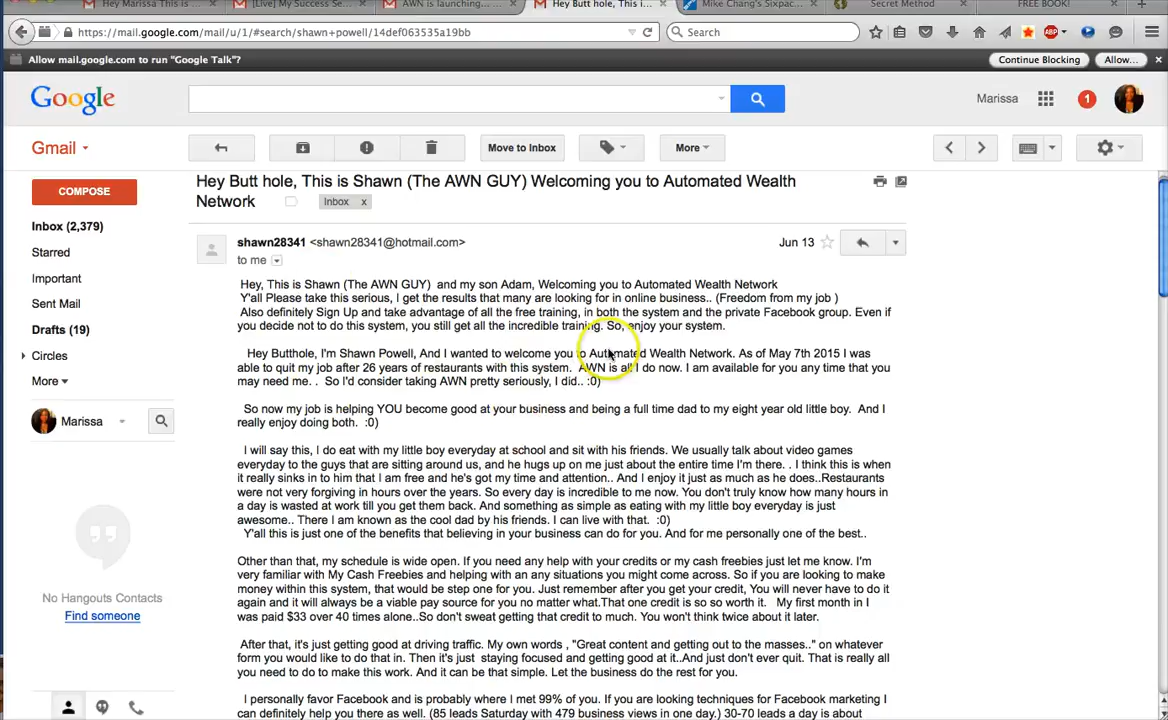 Hey Marissa This is ...
[Live] My Success Se...
AWN is launching....
Hey Butt hole, This i...
Mike Chang's Sixpac...
Secret Method
FREE BOOK!
https://mail.google.com/mail/u/1/#search/shawn+powell/14def063535a19bb
Search
ABP
Allow mail.google.com to run "Google Talk"?
Continue Blocking
Allow...
Google
Marissa
1
Gmail
Move to Inbox
More
COMPOSE
Inbox (2,379)
Starred
Important
Sent Mail
Drafts (19)
Circles
More
Marissa
No Hangouts Contacts
Find someone
Hey Butt hole, This is Shawn (The AWN GUY) Welcoming you to Automated Wealth
Network
Inbox x
shawn28341 <shawn28341@hotmail.com>
Jun 13
to me
Hey, This is Shawn (The AWN GUY) and my son Adam, Welcoming you to Automated Wealth Network
Y'all Please take this serious, I get the results that many are looking for in online business.. (Freedom from my job )
Also definitely Sign Up and take advantage of all the free training, in both the system and the private Facebook group. Even if
you decide not to do this system, you still get all the incredible training. So, enjoy your system.
Hey Butthole, I'm Shawn Powell, And I wanted to welcome you to Automated Wealth Network. As of May 7th 2015 I was
able to quit my job after 26 years of restaurants with this system. AWN is all I do now. I am available for you any time that you
may need me. . So I'd consider taking AWN pretty seriously, I did.. :0)
So now my job is helping YOU become good at your business and being a full time dad to my eight year old little boy. And I
really enjoy doing both. :0)
I will say this, I do eat with my little boy everyday at school and sit with his friends. We usually talk about video games
everyday to the guys that are sitting around us, and he hugs up on me just about the entire time I'm there. . I think this is when
it really sinks in to him that I am free and he's got my time and attention.. And I enjoy it just as much as he does..Restaurants
were not very forgiving in hours over the years. So every day is incredible to me now. You don't truly know how many hours in
a day is wasted at work till you get them back. And something as simple as eating with my little boy everyday is just
awesome.. There I am known as the cool dad by his friends. I can live with that. :0)
Y'all this is just one of the benefits that believing in your business can do for you. And for me personally one of the best..
Other than that, my schedule is wide open. If you need any help with your credits or my cash freebies just let me know. I'm
very familiar with My Cash Freebies and helping with an any situations you might come across. So if you are looking to make
money within this system, that would be step one for you. Just remember after you get your credit, You will never have to do it
again and it will always be a viable pay source for you no matter what.That one credit is so so worth it. My first month in I
was paid $33 over 40 times alone..So don't sweat getting that credit to much. You won't think twice about it later.
After that, it's just getting good at driving traffic. My own words , "Great content and getting out to the masses.." on whatever
form you would like to do that in. Then it's just staying focused and getting good at it..And just don't ever quit. That is really all
you need to do to make this work. And it can be that simple. Let the business do the rest for you.
I personally favor Facebook and is probably where I met 99% of you. If you are looking techniques for Facebook marketing I
can definitely help you there as well. (85 leads Saturday with 479 business views in one day.) 30-70 leads a day is about